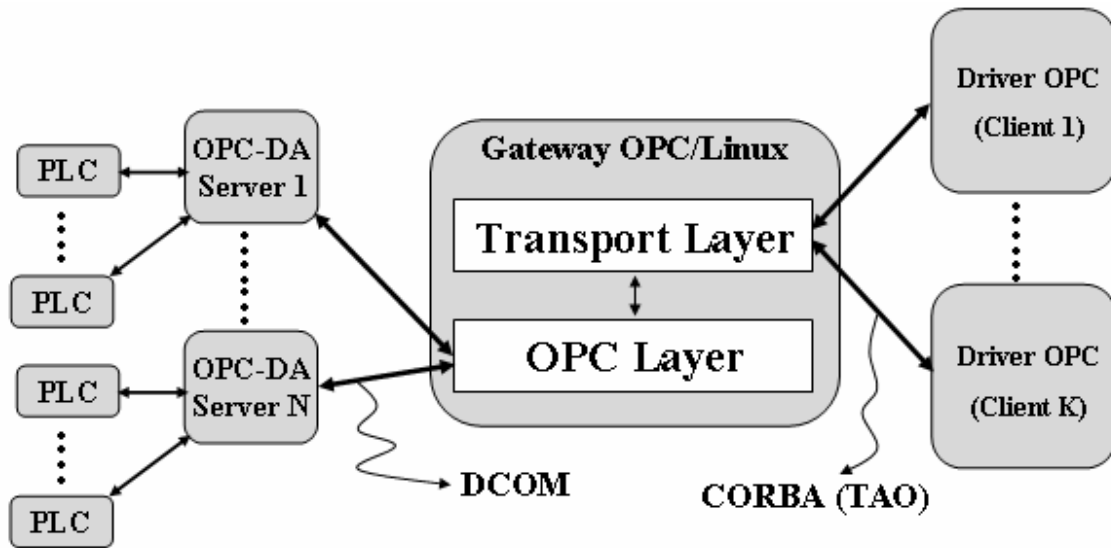 PLC
PLC
OPC-DA
Server 1
PLC
PLC
OPC-DA
Server N
DCOM
Gateway OPC/Linux
Transport Layer
OPC Layer
CORBA (TAO)
Driver OPC
(Client 1)
Driver OPC
(Client K)